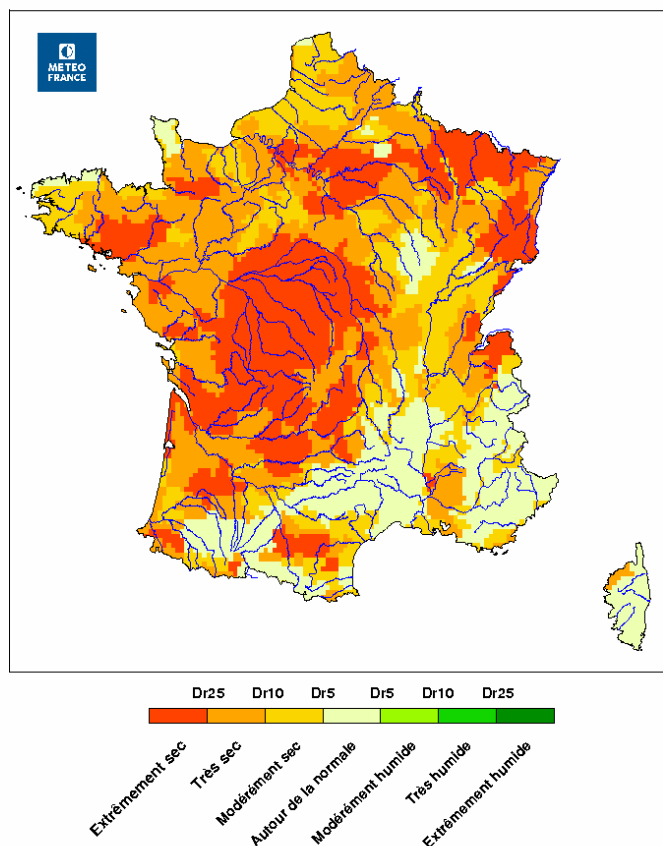 METEO
FRANCE
Dr25 Dr10 Dr5 Dr5 Dr10 Dr25
Extrêmement sec
Très sec
Modérément sec
Autour de la normale
Modérément humide
Très humide
Extrêmement humide